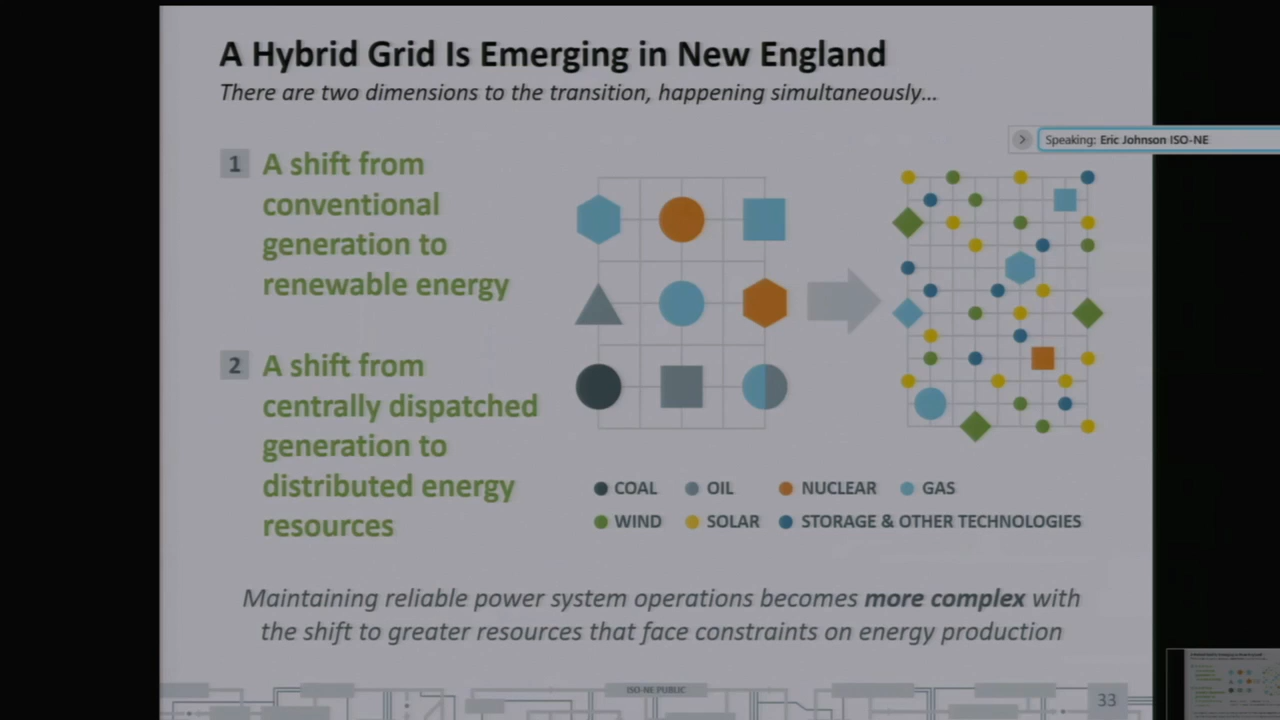 A Hybrid Grid Is Emerging in New England
There are two dimensions to the transition, happening simultaneously…
Speaking: Eric Johnson ISO-NE
1 A shift from
conventional
generation to
renewable energy
2 A shift from
centrally dispatched
generation to
distributed energy
resources
COAL OIL NUCLEAR GAS
WIND SOLAR STORAGE & OTHER TECHNOLOGIES
Maintaining reliable power system operations becomes more complex with
the shift to greater resources that face constraints on energy production
ISO-NE PUBLIC
33